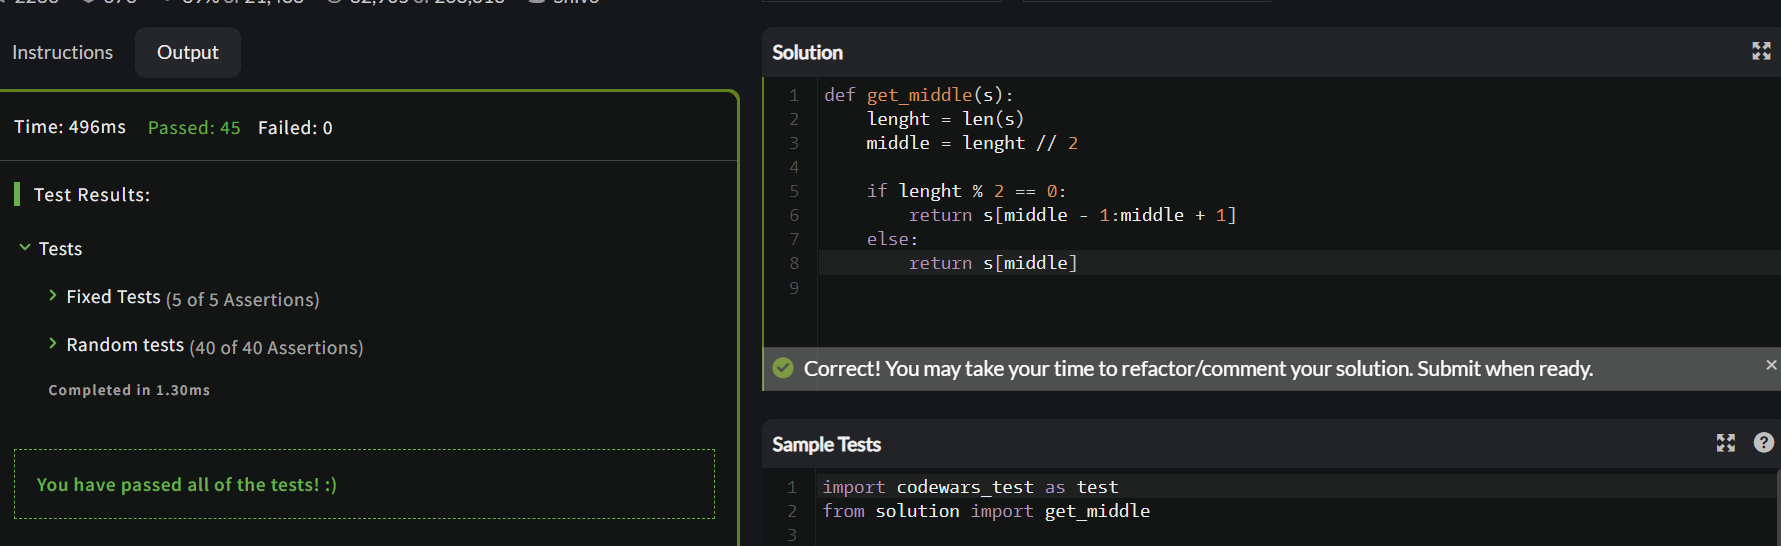 Instructions
Output
Time: 496ms Passed: 45 Failed: 0
Test Results:
Tests
Fixed Tests (5 of 5 Assertions)
Random tests (40 of 40 Assertions)
Completed in 1.30ms
You have passed all of the tests! :)
Solution
1 def get_middle(s):
2     lenght = len(s)
3     middle = lenght // 2
4
5     if lenght % 2 == 0:
6         return s[middle - 1:middle + 1]
7     else:
8         return s[middle]
9
Correct! You may take your time to refactor/comment your solution. Submit when ready.
Sample Tests
1 import codewars_test as test
2 from solution import get_middle
3